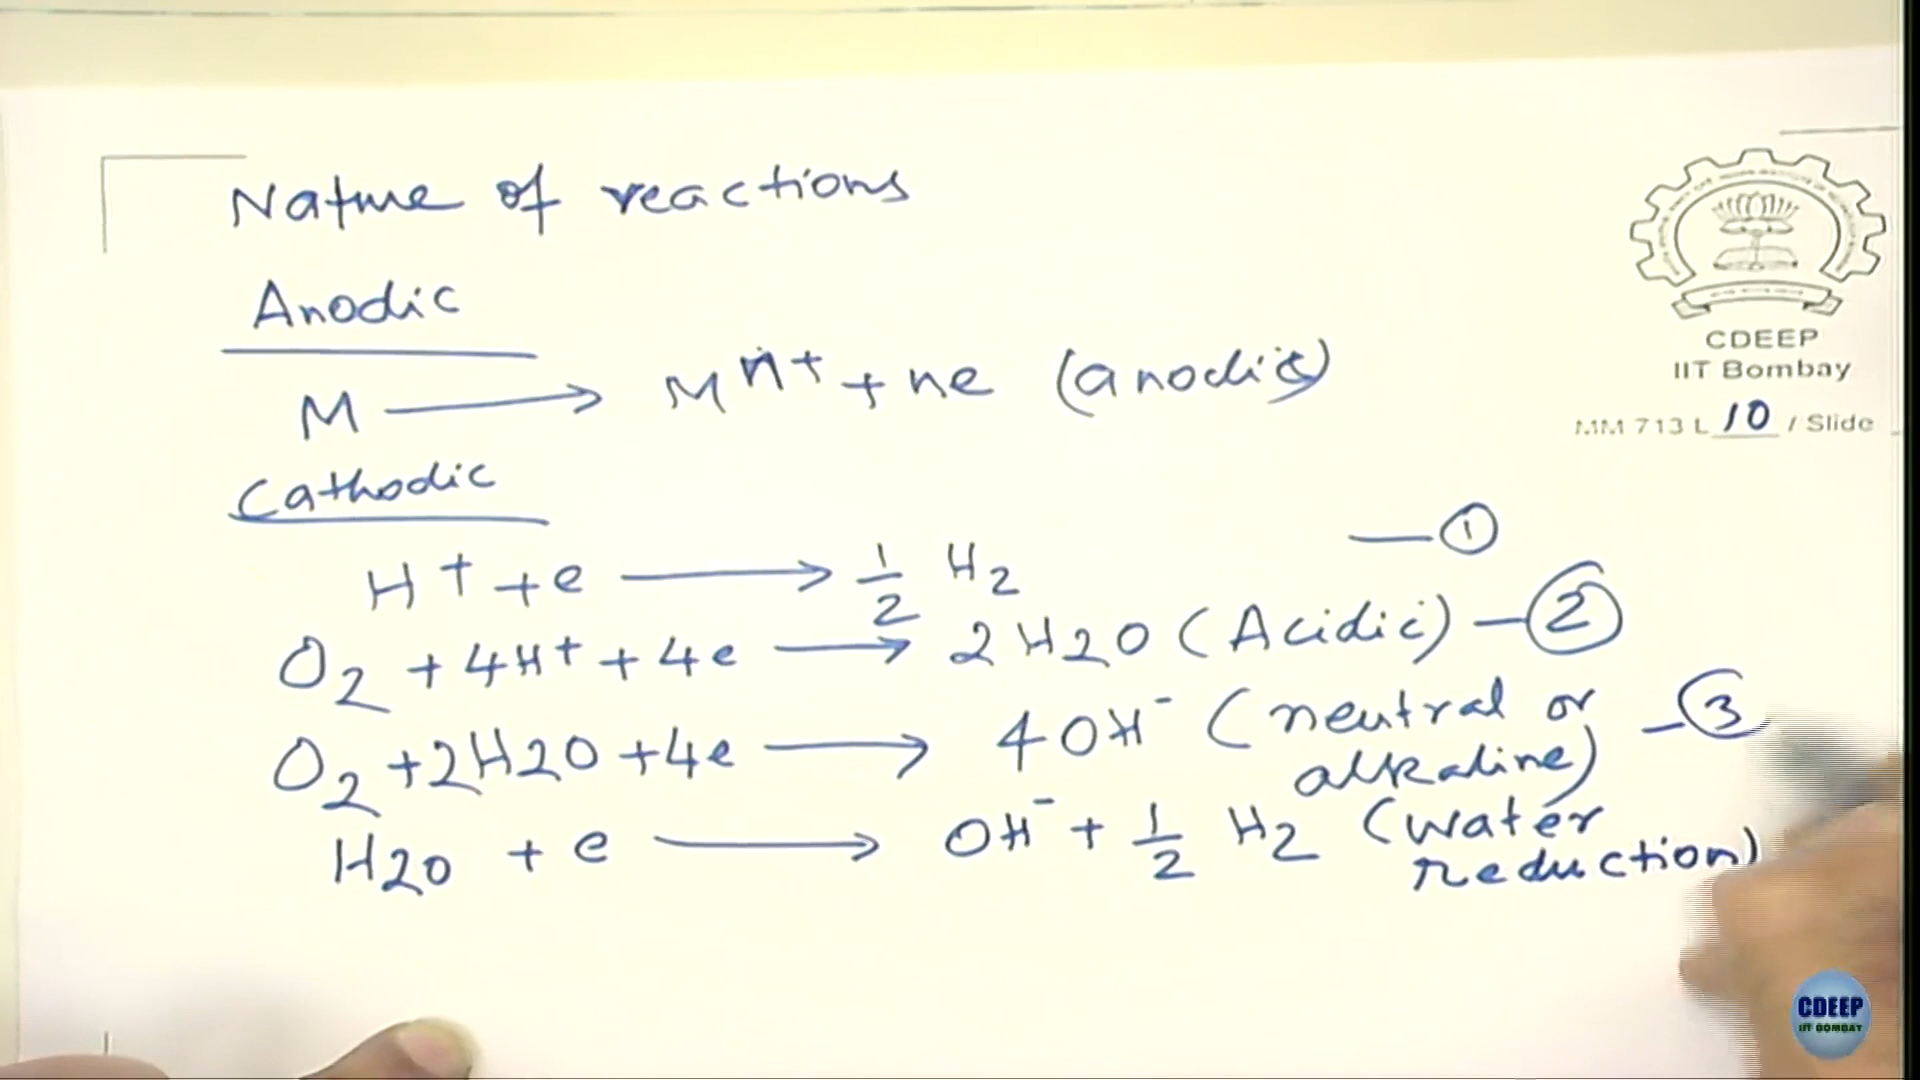 Nature of reactions
Anodic
M ⟶ Mⁿ⁺ + ne (anodic)
Cathodic
H⁺ + e ⟶ ½ H₂ —①
O₂ + 4H⁺ + 4e ⟶ 2H₂O (Acidic) —②
O₂ + 2H₂O + 4e ⟶ 4OH⁻ (neutral or —③
alkaline)
H₂O + e ⟶ OH⁻ + ½ H₂ (water
reduction)
CDEEP
IIT Bombay
MM 713 L 10 / Slide
CDEEP
IIT BOMBAY